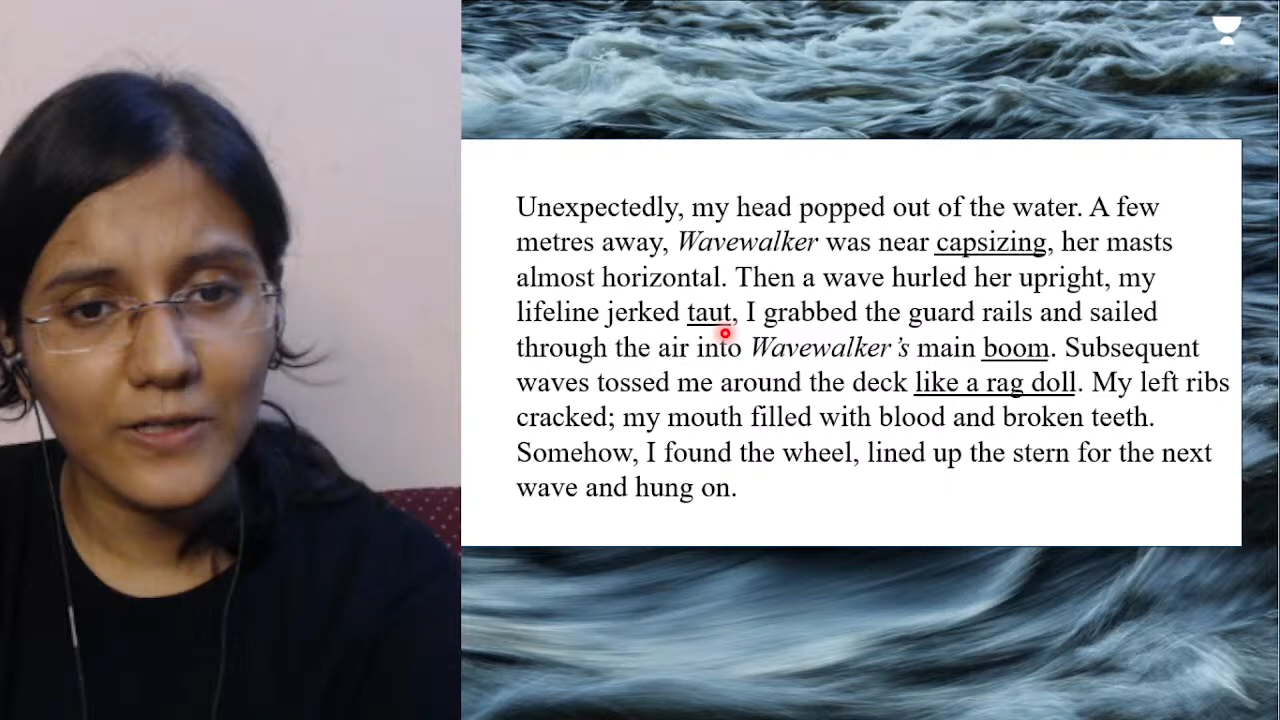 Unexpectedly, my head popped out of the water. A few
metres away, Wavewalker was near capsizing, her masts
almost horizontal. Then a wave hurled her upright, my
lifeline jerked taut, I grabbed the guard rails and sailed
through the air into Wavewalker’s main boom. Subsequent
waves tossed me around the deck like a rag doll. My left ribs
cracked; my mouth filled with blood and broken teeth.
Somehow, I found the wheel, lined up the stern for the next
wave and hung on.